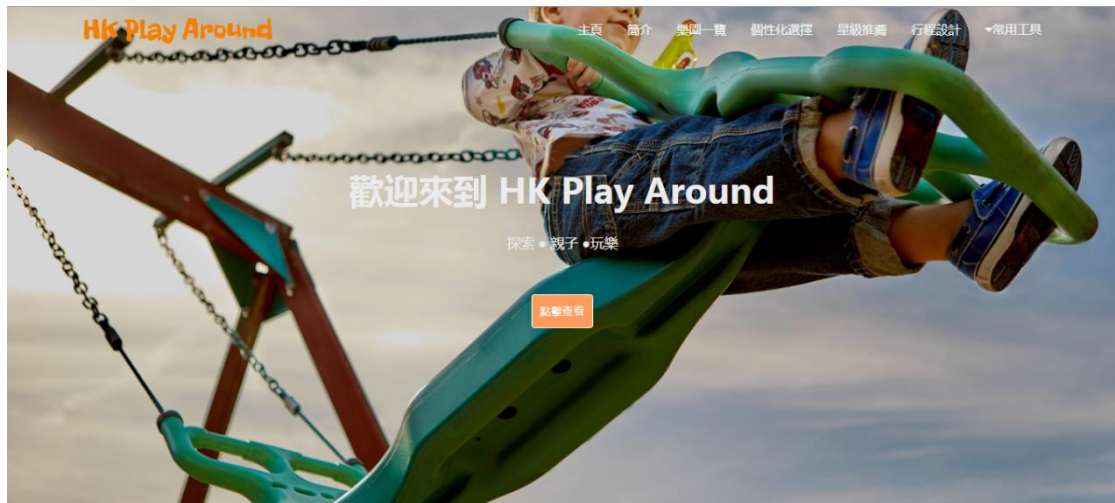 HK Play Around
主頁 簡介 樂園一覽 個性化選擇 星級推薦 行程設計 ▾常用工具
歡迎來到 HK Play Around
探索 ● 親子 ●玩樂
點擊查看